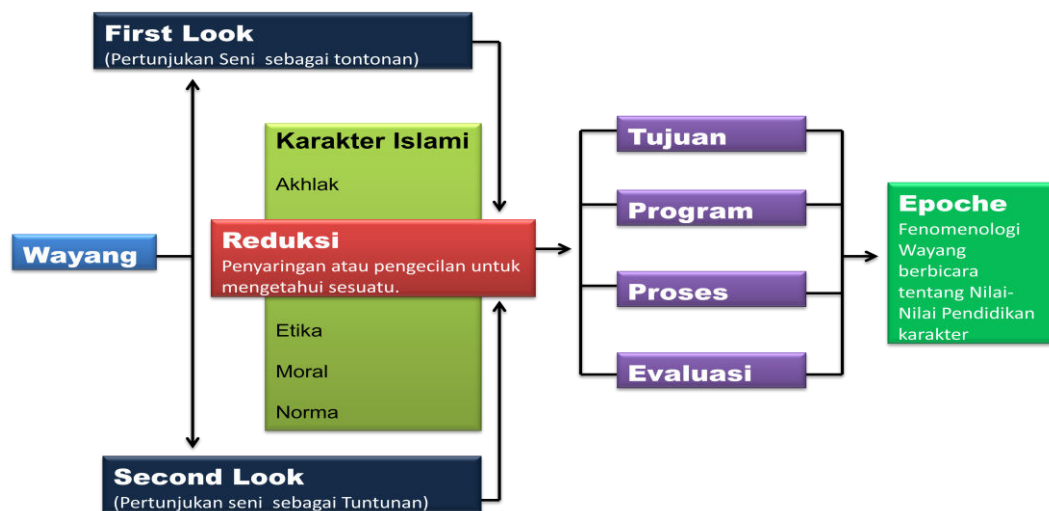 First Look
(Pertunjukan Seni sebagai tontonan)
Karakter Islami
Akhlak
Reduksi
Penyaringan atau pengecilan untuk
mengetahui sesuatu.
Etika
Moral
Norma
Wayang
Second Look
(Pertunjukan seni sebagai Tuntunan)
Tujuan
Program
Proses
Evaluasi
Epoche
Fenomenologi
Wayang
berbicara
tentang Nilai-
Nilai Pendidikan
karakter